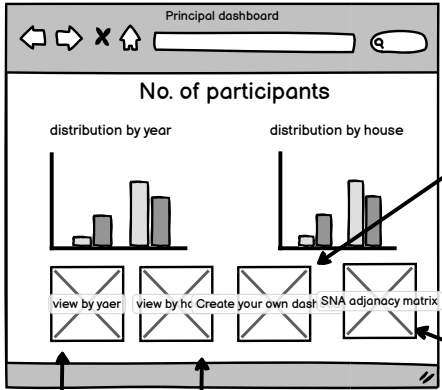 Principal dashboard
No. of participants
distribution by year
distribution by house
view by yaer
view by ho
Create your own dash
SNA adjanacy matrix